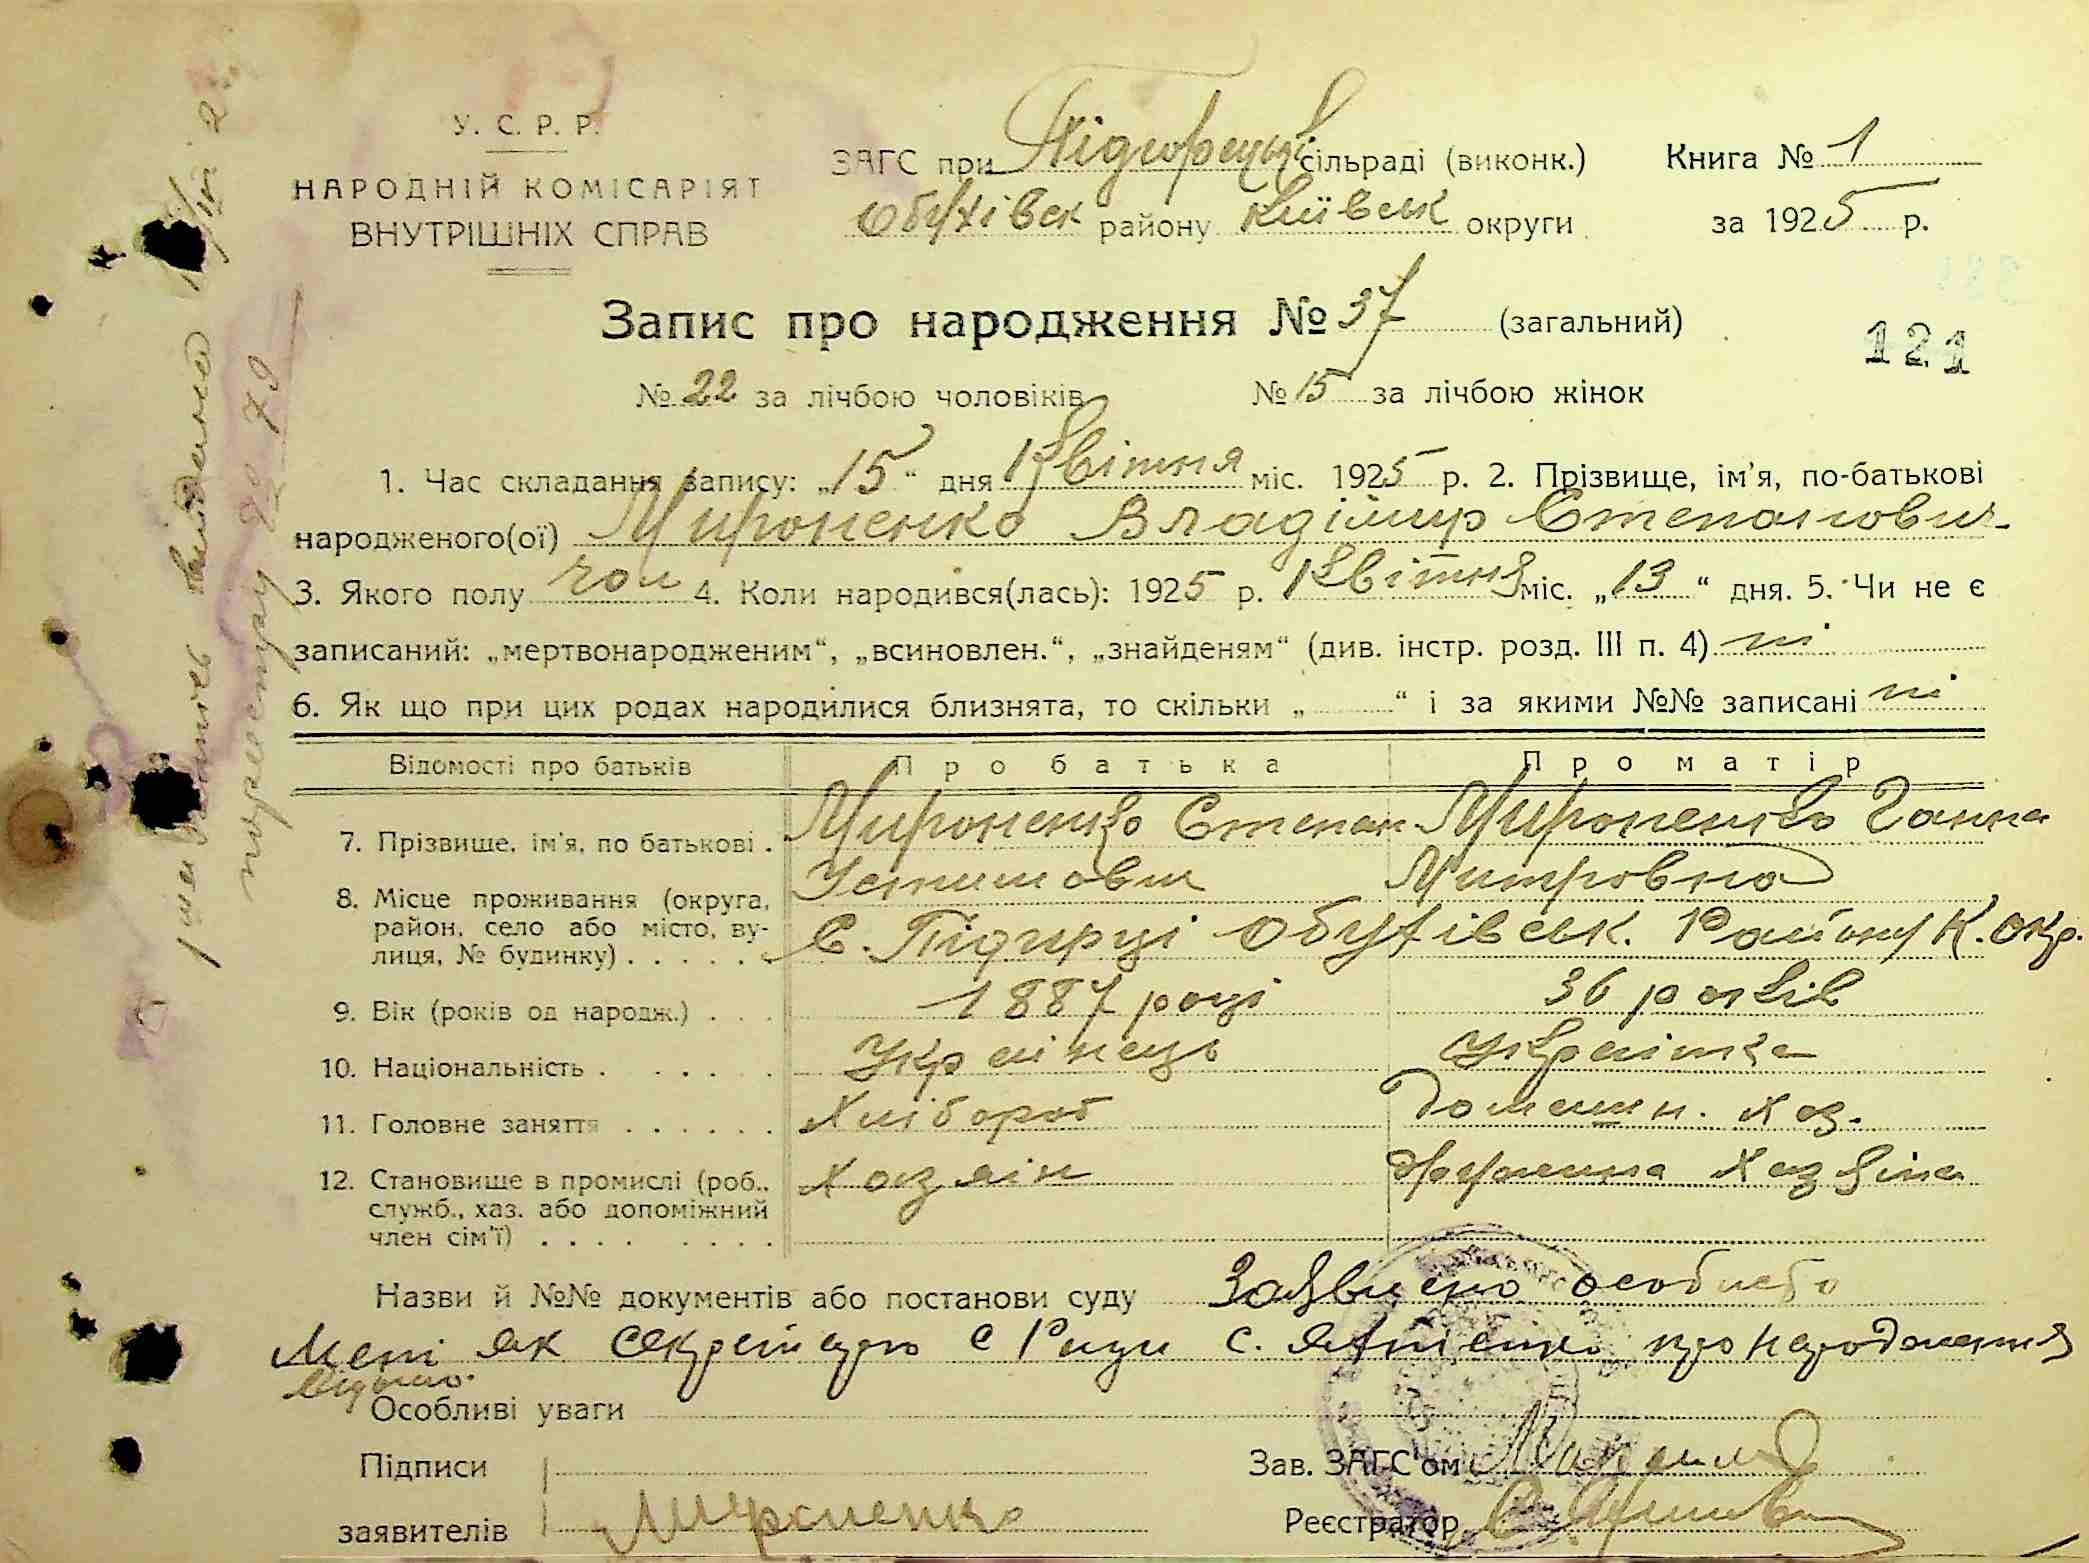 У. С. Р. Р.
НАРОДНІЙ КОМІСАРІЯТ
ВНУТРІШНІХ СПРАВ
ЗАГС при Підгорецьк сільраді (виконк.)
Обухівськ району Київськ округи
Книга № 1
за 1925 р.
Запис про народження № 37 (загальний)
121
№ 22 за лічбою чоловіків № 15 за лічбою жінок
1. Час складання запису: „15“ дня Квітня міс. 1925 р. 2. Прізвище, ім'я, по-батькові
народженого(ої) Мироненко Владімир Степанович
3. Якого полу чол 4. Коли народився(лась): 1925 р. Квітня міс. „13“ дня. 5. Чи не є
записаний: „мертвонародженим“, „всиновлен.“, „знайденям“ (див. інстр. розд. III п. 4) ні
6. Як що при цих родах народилися близнята, то скільки „ “ і за якими №№ записані ні
Відомості про батьків Про батька Про матір
7. Прізвище, ім'я, по батькові . Мироненко Степан Мироненко Ганна
Устимович Митровна
8. Місце проживання (округа, район, село або місто, вулиця, № будинку) . . . . . . С. Підгірці Обухівськ. Району К. окр.
9. Вік (років од народж.) . . . 1887 році 36 років
10. Національність . . . . . . Українець Українка
11. Головне заняття . . . . . . Хлібороб Домашн. хаз.
12. Становище в промислі (роб., служб., хаз. або допоміжний член сім'ї) . . . . . . . . Хазяін Дружина Хазяіна
Назви й №№ документів або постанови суду Заявлено особисто
Мені як секретарю с Ради с. про народження
Особливі уваги
Підписи
заявителів Мироненко
Зав. ЗАГС'ом
Реєстратор